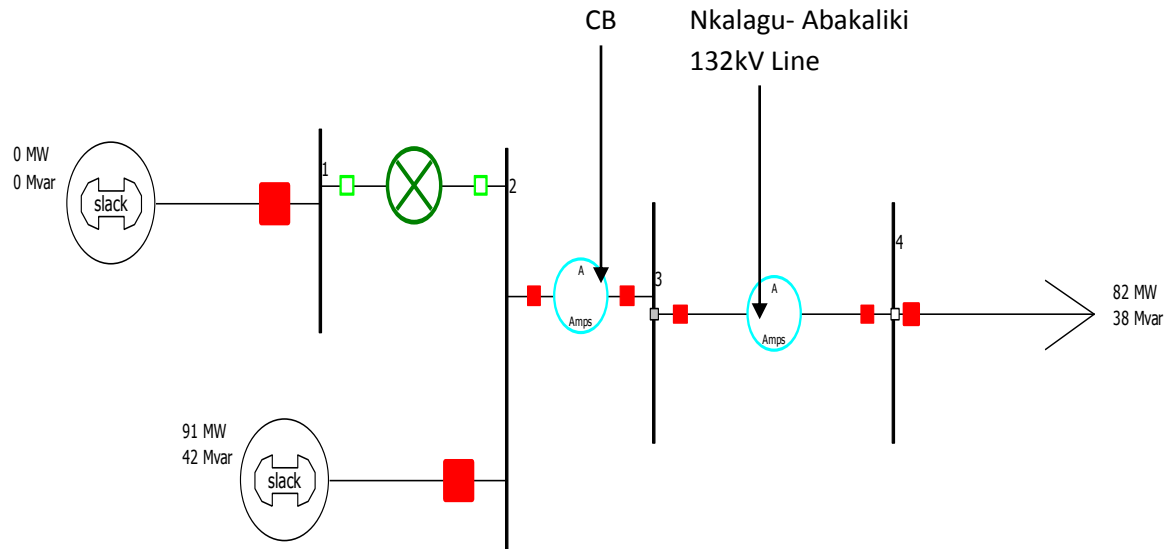 CB
Nkalagu- Abakaliki
132kV Line
0 MW
0 Mvar
slack
1
2
A
Amps
3
A
Amps
4
82 MW
38 Mvar
91 MW
42 Mvar
slack